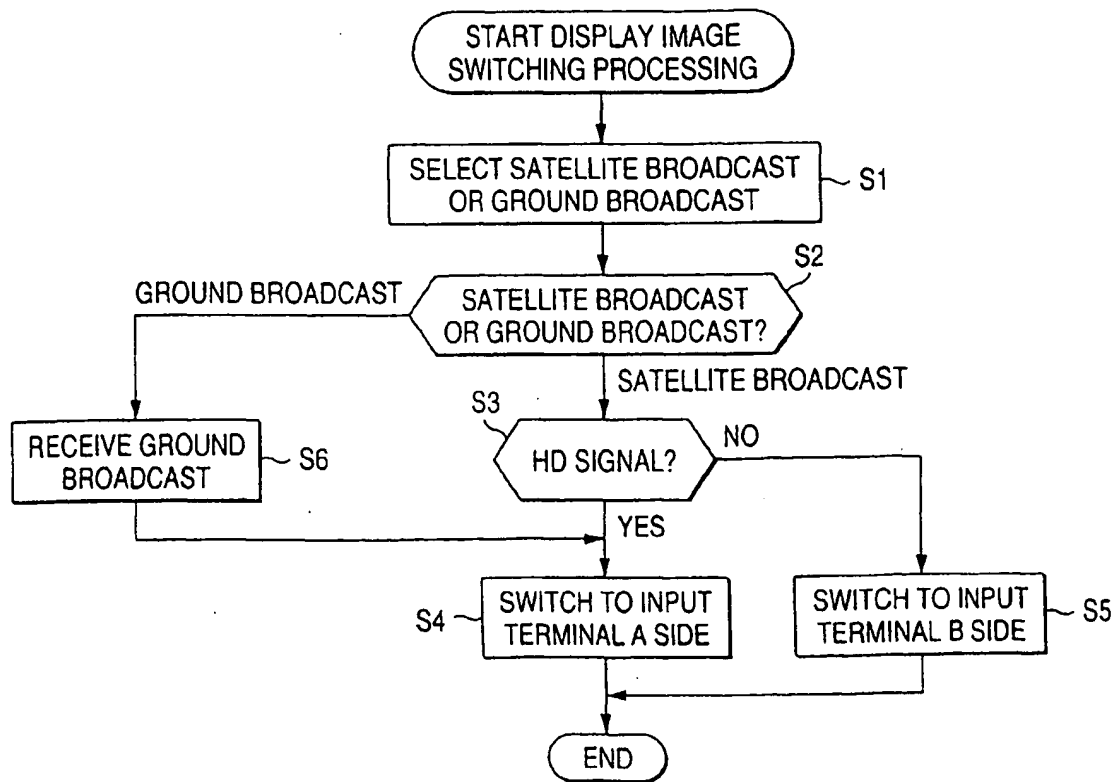 START DISPLAY IMAGE
SWITCHING PROCESSING
SELECT SATELLITE BROADCAST
OR GROUND BROADCAST
S1
S2
GROUND BROADCAST
SATELLITE BROADCAST
OR GROUND BROADCAST?
SATELLITE BROADCAST
S3
HD SIGNAL?
NO
RECEIVE GROUND
BROADCAST
S6
YES
S4
SWITCH TO INPUT
TERMINAL A SIDE
SWITCH TO INPUT
TERMINAL B SIDE
S5
END